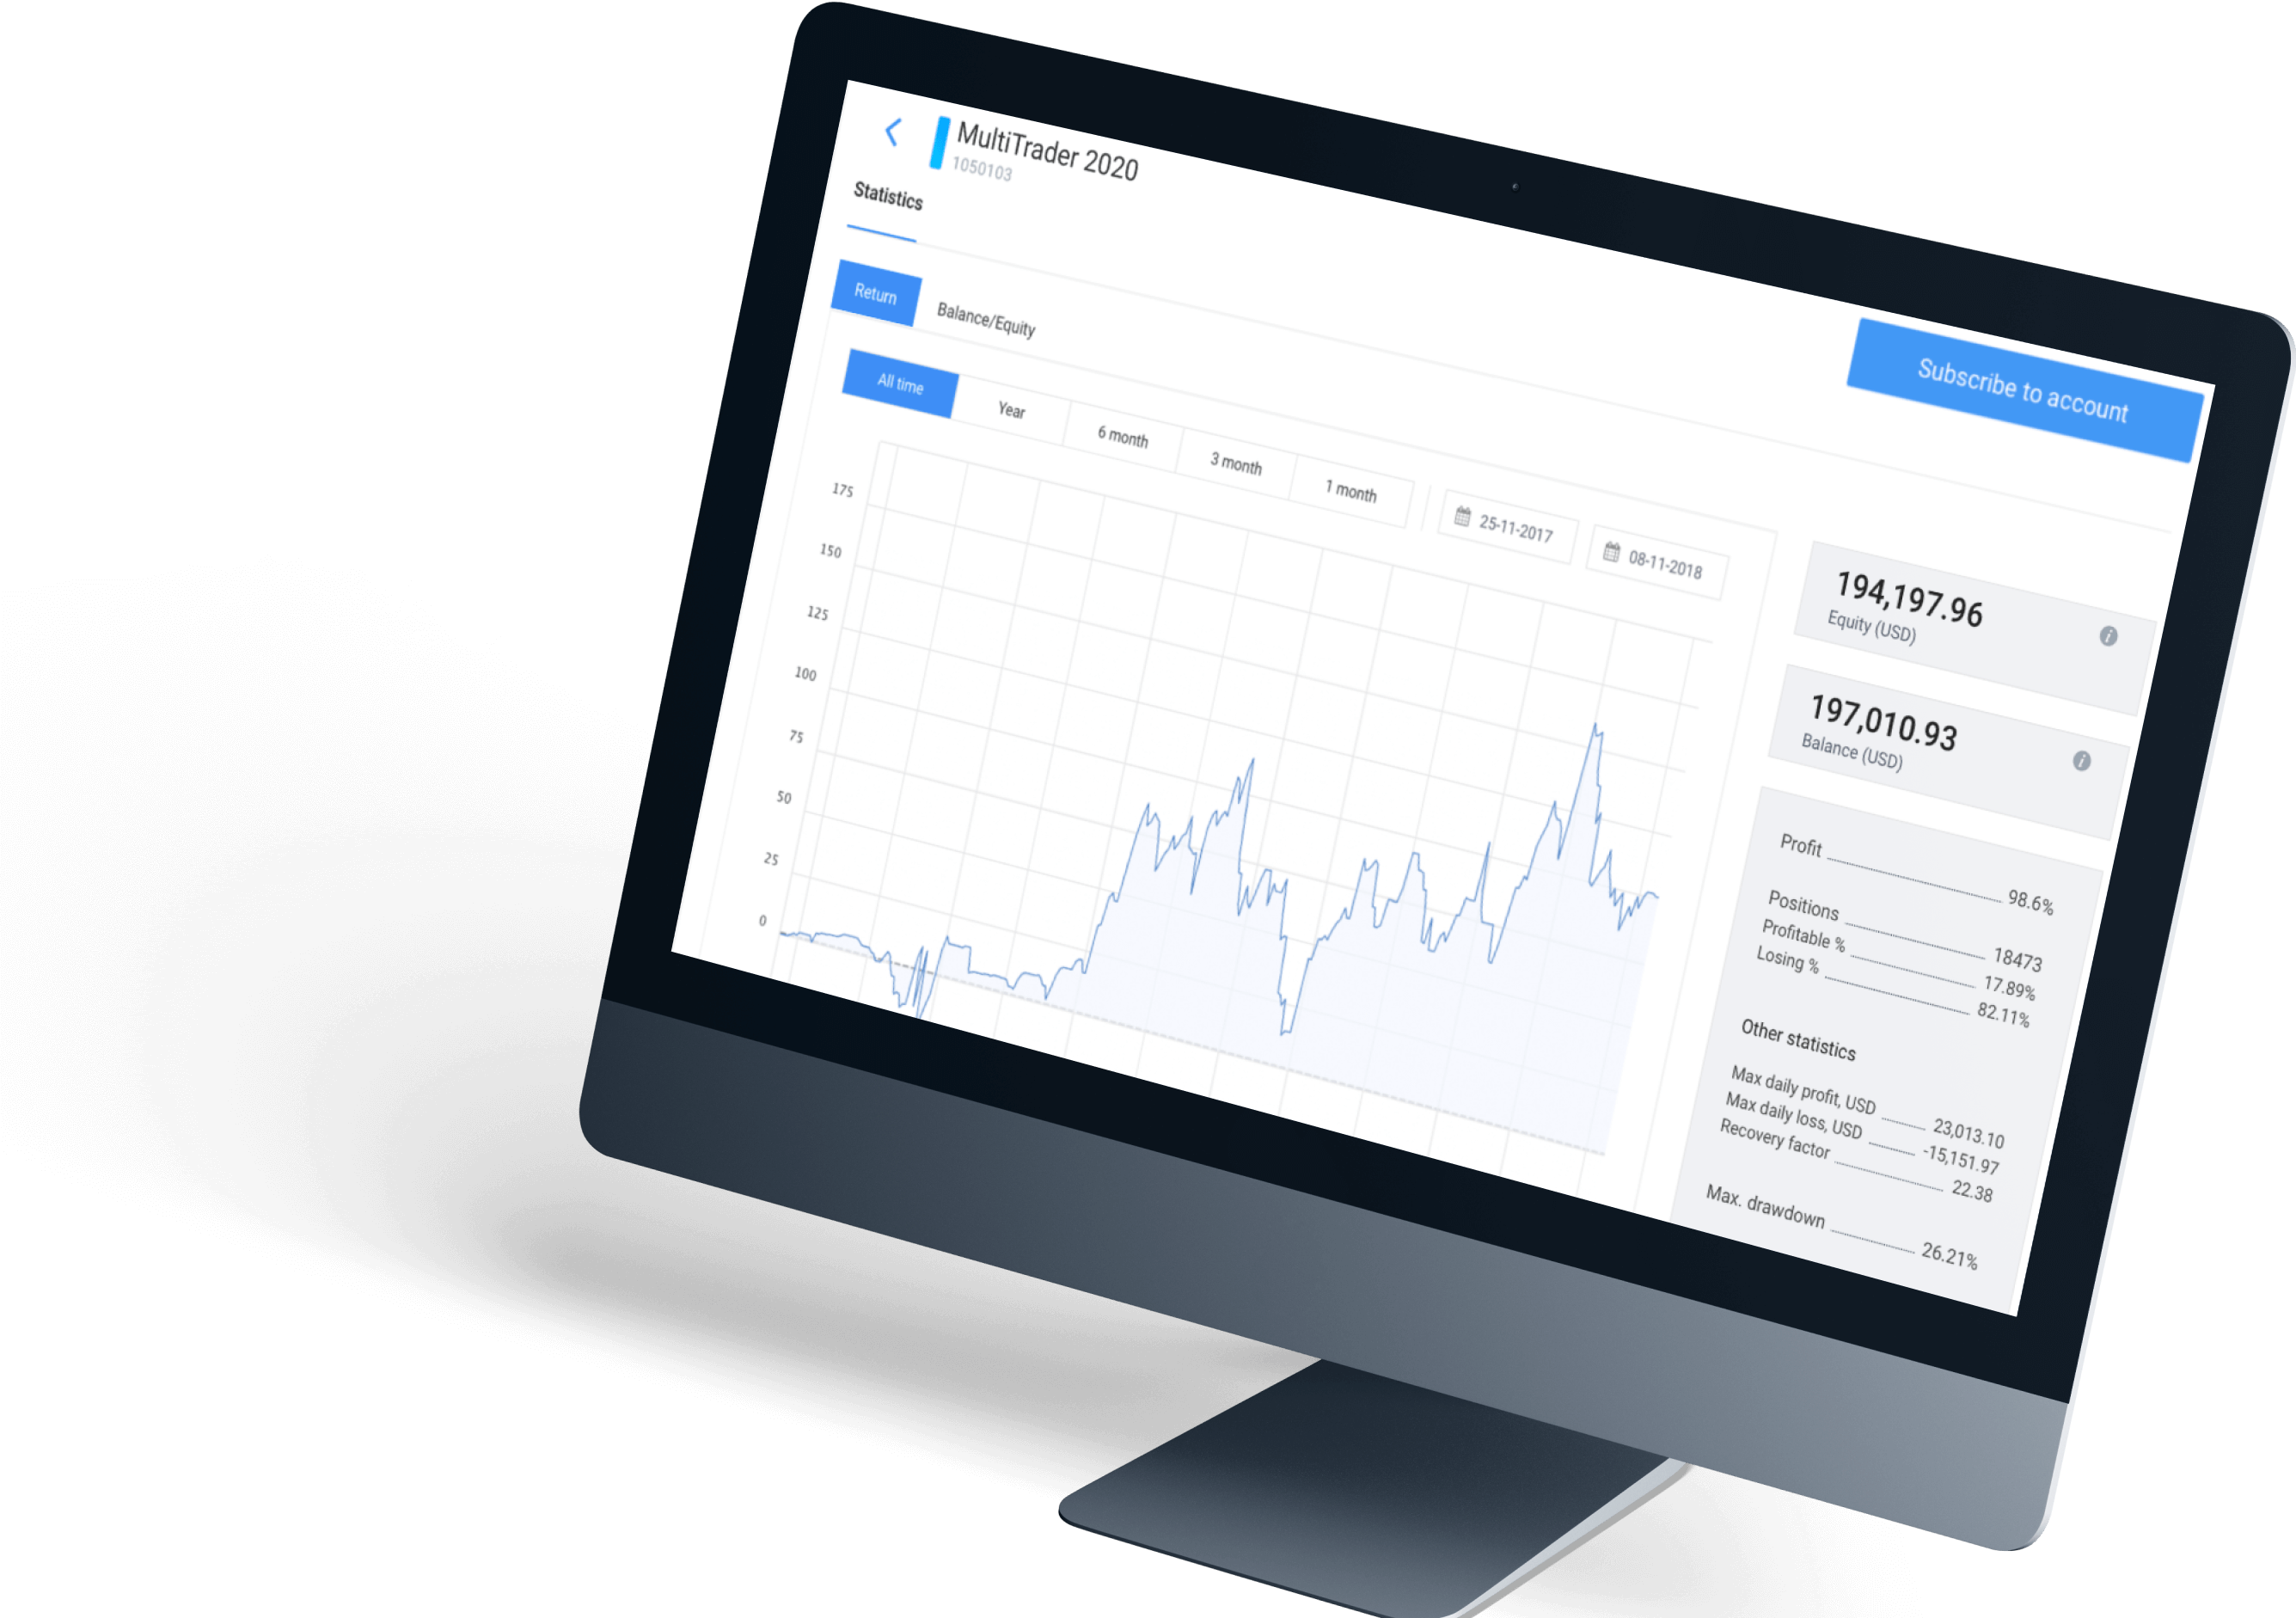 MultiTrader 2020
1050103
Statistics
Subscribe to account
Return
Balance/Equity
All time
Year
6 month
3 month
1 month
25-11-2017
08-11-2018
175
150
125
100
75
50
25
0
194,197.96
Equity (USD)
197,010.93
Balance (USD)
Profit 98.6%
Positions 18473
Profitable % 17.89%
Losing % 82.11%
Other statistics
Max daily profit, USD 23,013.10
Max daily loss, USD -15,151.97
Recovery factor 22.38
Max. drawdown 26.21%